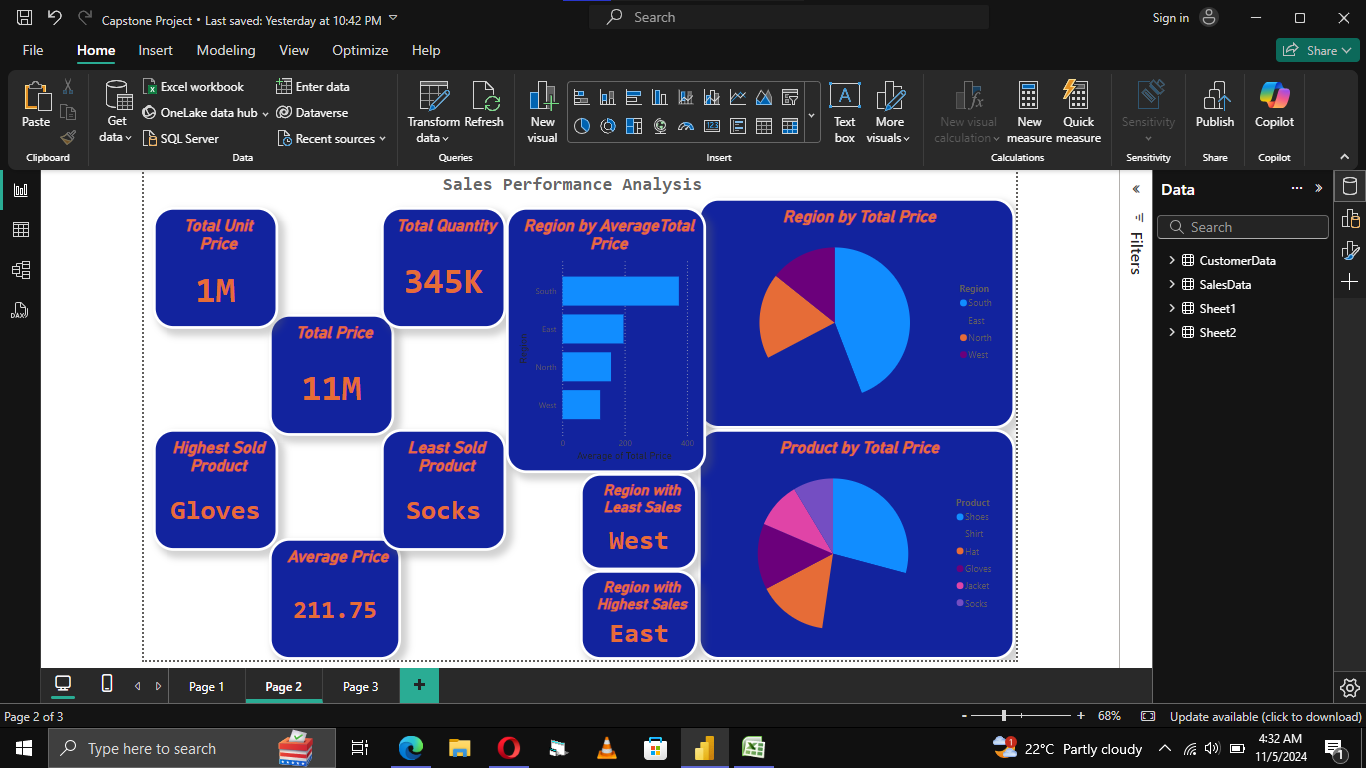 Capstone Project • Last saved: Yesterday at 10:42 PM
Search
Sign in
File
Home
Insert
Modeling
View
Optimize
Help
Share
Paste
Clipboard
Get data
Excel workbook
OneLake data hub
SQL Server
Enter data
Dataverse
Recent sources
Data
Transform data
Refresh
Queries
New visual
Text box
More visuals
Insert
New visual calculation
New measure
Quick measure
Calculations
Sensitivity
Sensitivity
Publish
Share
Copilot
Copilot
Sales Performance Analysis
Total Unit
Price
1M
Total Quantity
345K
Total Price
11M
Highest Sold
Product
Gloves
Least Sold
Product
Socks
Average Price
211.75
Region by AverageTotal
Price
Regions
South
East
North
West
0
200
400
Average of Total Price
Region with
Least Sales
West
Region with
Highest Sales
East
Region by Total Price
Region
South
East
North
West
Product by Total Price
Product
Shoes
Shirt
Hat
Gloves
Jacket
Socks
Filters
Data
Search
CustomerData
SalesData
Sheet1
Sheet2
DAX
Page 1
Page 2
Page 3
Page 2 of 3
68%
Update available (click to download)
Type here to search
1
22°C Partly cloudy
4:32 AM
11/5/2024
1